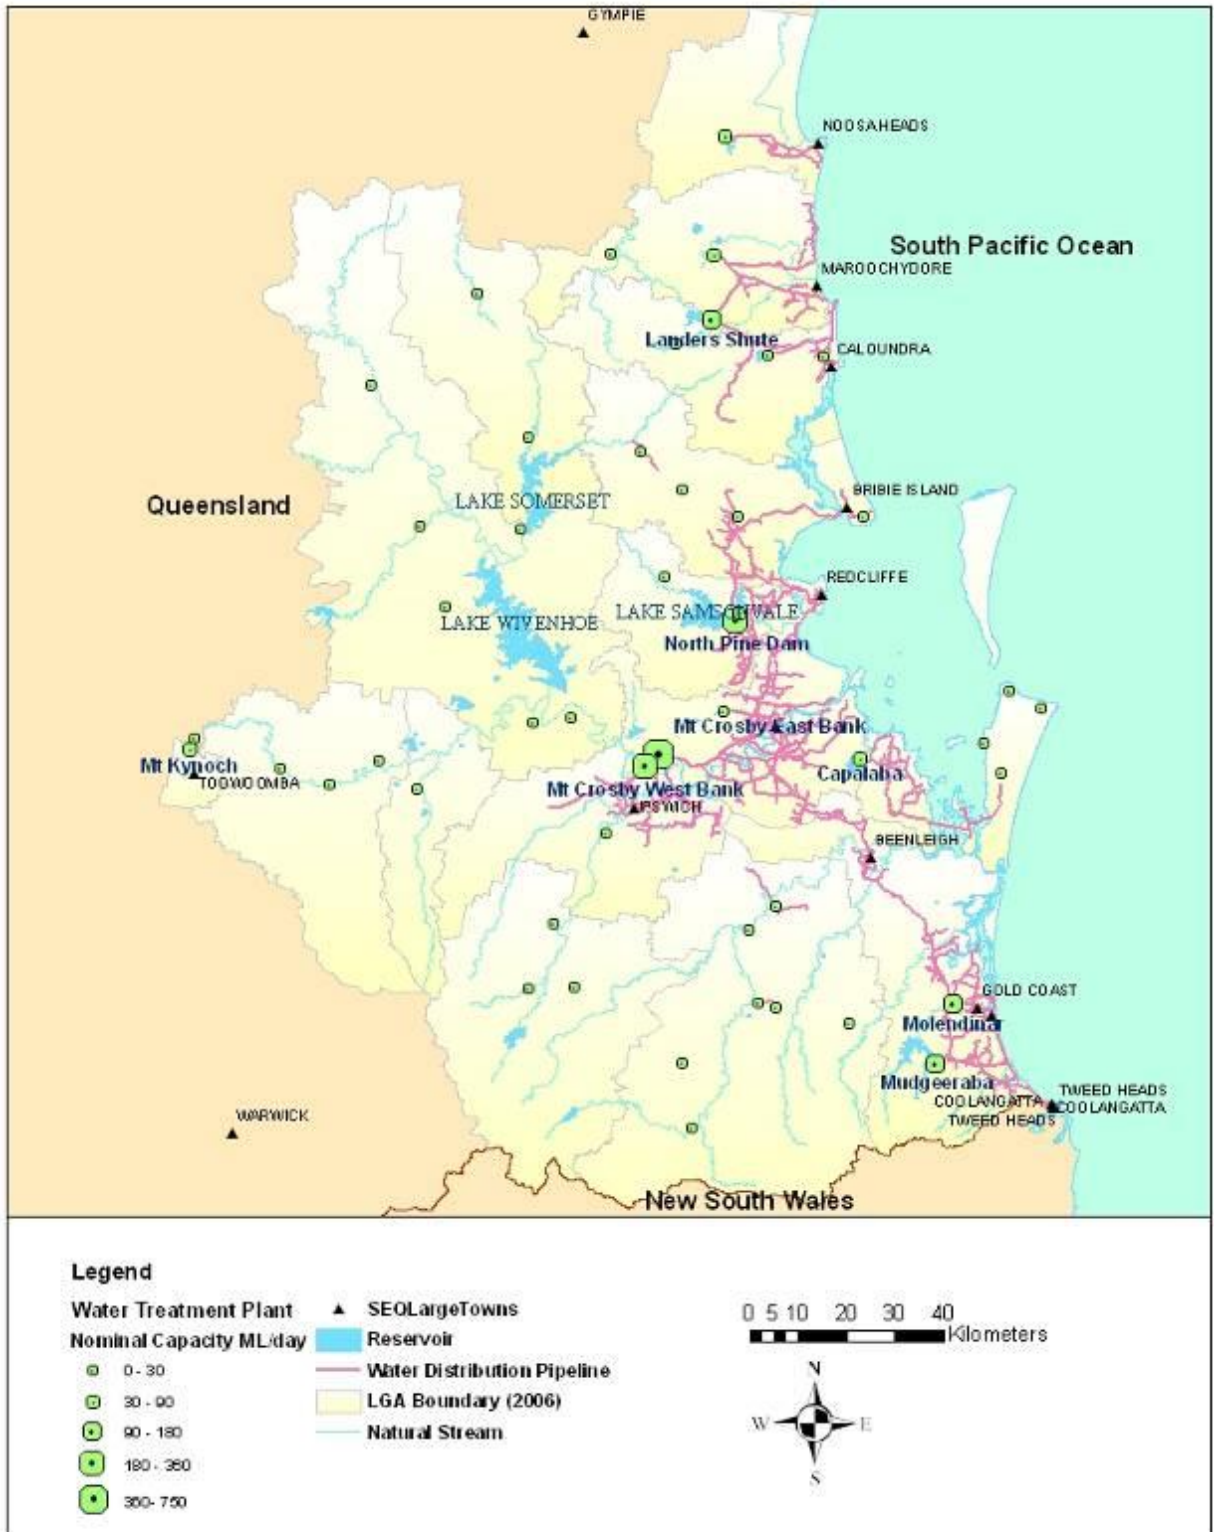 GYMPIE
NOOSA HEADS
South Pacific Ocean
MAROOCHYDORE
Landers Shute
CALOUNDRA
Queensland
LAKE SOMERSET
BRIBIE ISLAND
REDCLIFFE
LAKE SAMSONVALE
LAKE WIVENHOE
North Pine Dam
Mt Crosby East Bank
Mt Kynoch
TOOWOOMBA
Capalaba
Mt Crosby West Bank
IPSWICH
BEENLEIGH
GOLD COAST
Molendinar
Mudgeeraba
COOLANGATTA
TWEED HEADS
TWEED HEADS
COOLANGATTA
WARWICK
New South Wales
Legend
Water Treatment Plant
Nominal Capacity ML/day
0 - 30
30 - 90
90 - 180
180 - 360
360 - 750
SEQLargeTowns
Reservoir
Water Distribution Pipeline
LGA Boundary (2006)
Natural Stream
0 5 10 20 30 40
Kilometers
N
W E
S